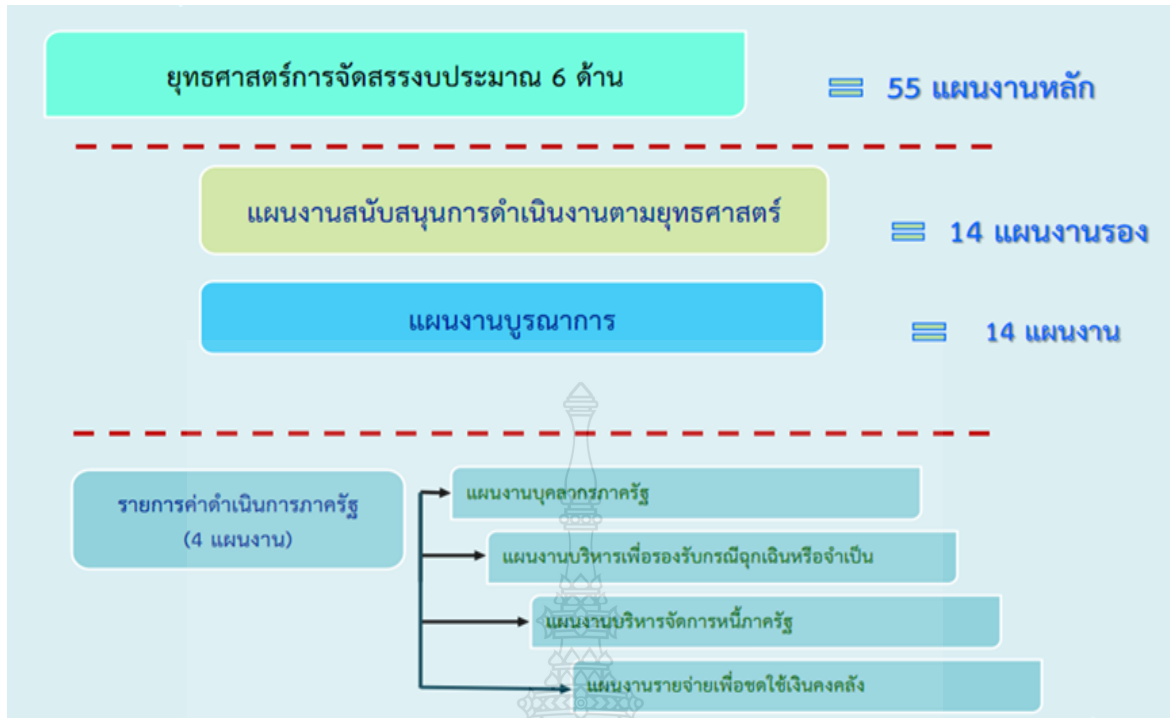 ยุทธศาสตร์การจัดสรรงบประมาณ 6 ด้าน
55 แผนงานหลัก
แผนงานสนับสนุนการดำเนินงานตามยุทธศาสตร์
14 แผนงานรอง
แผนงานบูรณาการ
14 แผนงาน
รายการค่าดำเนินการภาครัฐ
(4 แผนงาน)
แผนงานบุคลากรภาครัฐ
แผนงานบริหารเพื่อรองรับกรณีฉุกเฉินหรือจำเป็น
แผนงานบริหารจัดการหนี้ภาครัฐ
แผนงานรายจ่ายเพื่อชดใช้เงินคงคลัง